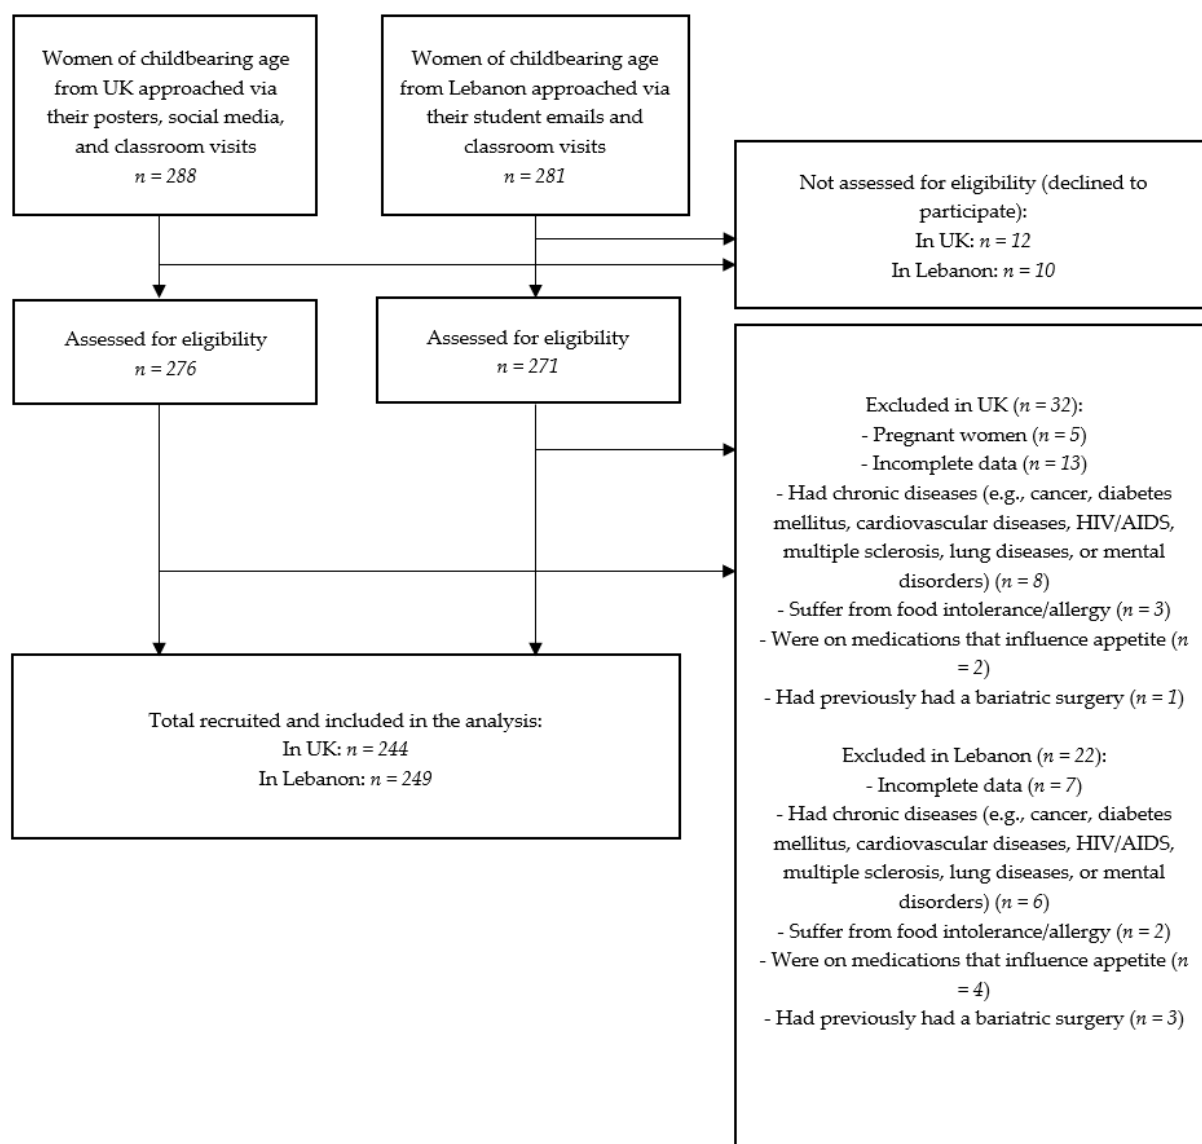 Women of childbearing age
from UK approached via
their posters, social media,
and classroom visits
n = 288
Women of childbearing age
from Lebanon approached via
their student emails and
classroom visits
n = 281
Not assessed for eligibility (declined to
participate):
In UK: n = 12
In Lebanon: n = 10
Assessed for eligibility
n = 276
Assessed for eligibility
n = 271
Excluded in UK (n = 32):
- Pregnant women (n = 5)
- Incomplete data (n = 13)
- Had chronic diseases (e.g., cancer, diabetes
mellitus, cardiovascular diseases, HIV/AIDS,
multiple sclerosis, lung diseases, or mental
disorders) (n = 8)
- Suffer from food intolerance/allergy (n = 3)
- Were on medications that influence appetite (n
= 2)
- Had previously had a bariatric surgery (n = 1)
Excluded in Lebanon (n = 22):
- Incomplete data (n = 7)
- Had chronic diseases (e.g., cancer, diabetes
mellitus, cardiovascular diseases, HIV/AIDS,
multiple sclerosis, lung diseases, or mental
disorders) (n = 6)
- Suffer from food intolerance/allergy (n = 2)
- Were on medications that influence appetite (n
= 4)
- Had previously had a bariatric surgery (n = 3)
Total recruited and included in the analysis:
In UK: n = 244
In Lebanon: n = 249